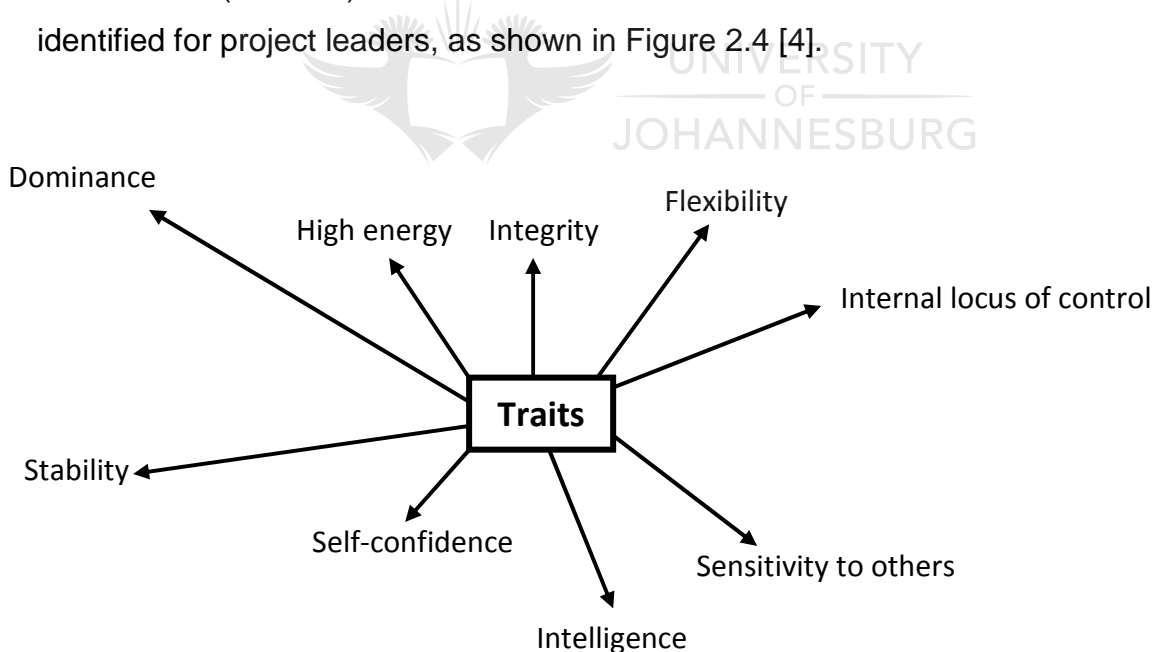 identified for project leaders, as shown in Figure 2.4 [4].
UNIVERSITY
OF
JOHANNESBURG
Dominance
Flexibility
High energy
Integrity
Internal locus of control
Traits
Stability
Self-confidence
Sensitivity to others
Intelligence